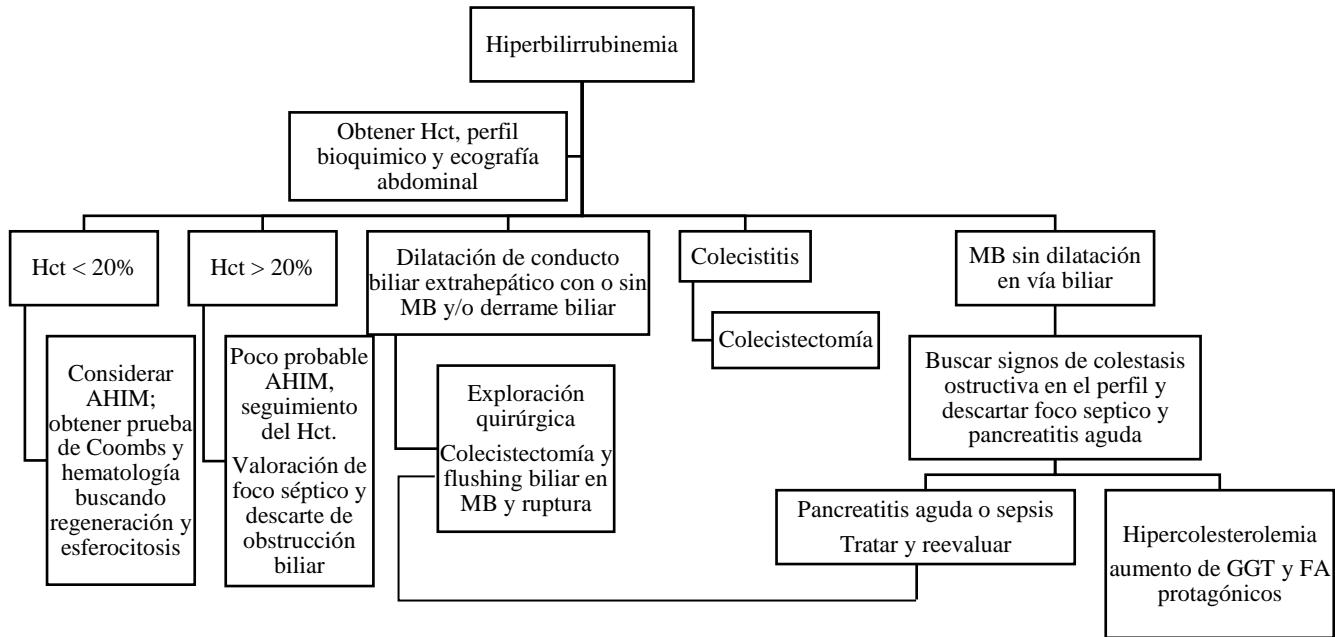 Hiperbilirrubinemia
Obtener Hct, perfil
bioquimico y ecografía
abdominal
Hct < 20%
Hct > 20%
Dilatación de conducto
biliar extrahepático con o sin
MB y/o derrame biliar
Colecistitis
MB sin dilatación
en vía biliar
Considerar
AHIM;
obtener prueba
de Coombs y
hematología
buscando
regeneración y
esferocitosis
Poco probable
AHIM,
seguimiento
del Hct.
Valoración de
foco séptico y
descarte de
obstrucción
biliar
Exploración
quirúrgica
Colecistectomía y
flushing biliar en
MB y ruptura
Colecistectomía
Buscar signos de colestasis
ostructiva en el perfil y
descartar foco septico y
pancreatitis aguda
Pancreatitis aguda o sepsis
Tratar y reevaluar
Hipercolesterolemia
aumento de GGT y FA
protagónicos